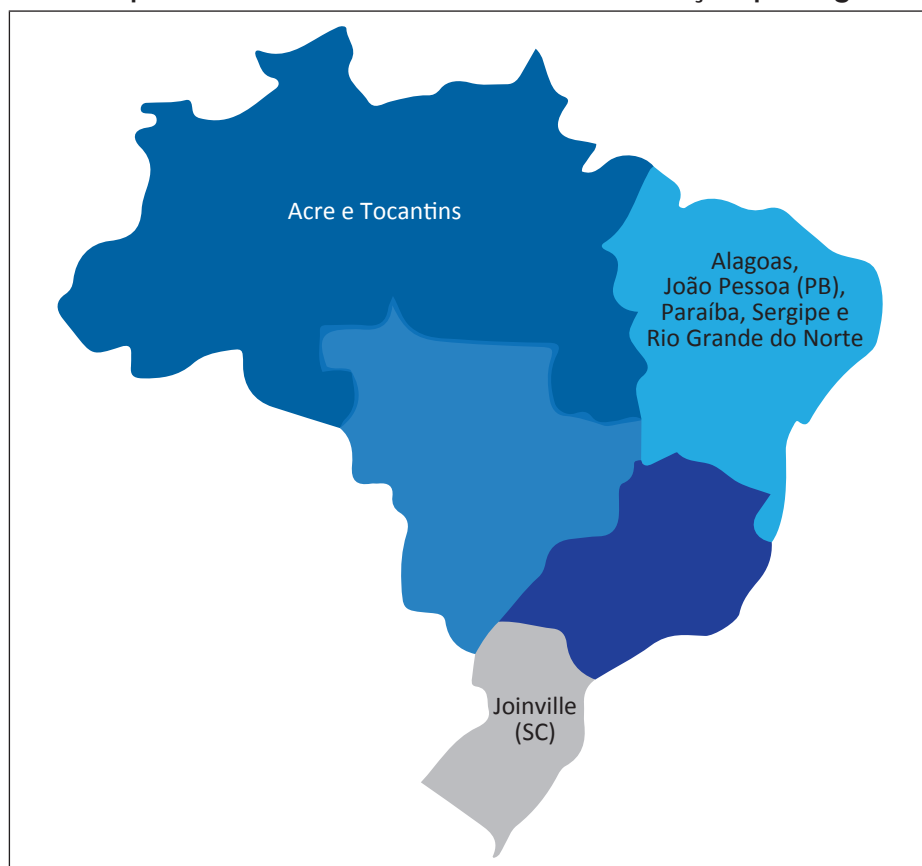 Acre e Tocantins
Alagoas,
João Pessoa (PB),
Paraíba, Sergipe e
Rio Grande do Norte
Joinville
(SC)